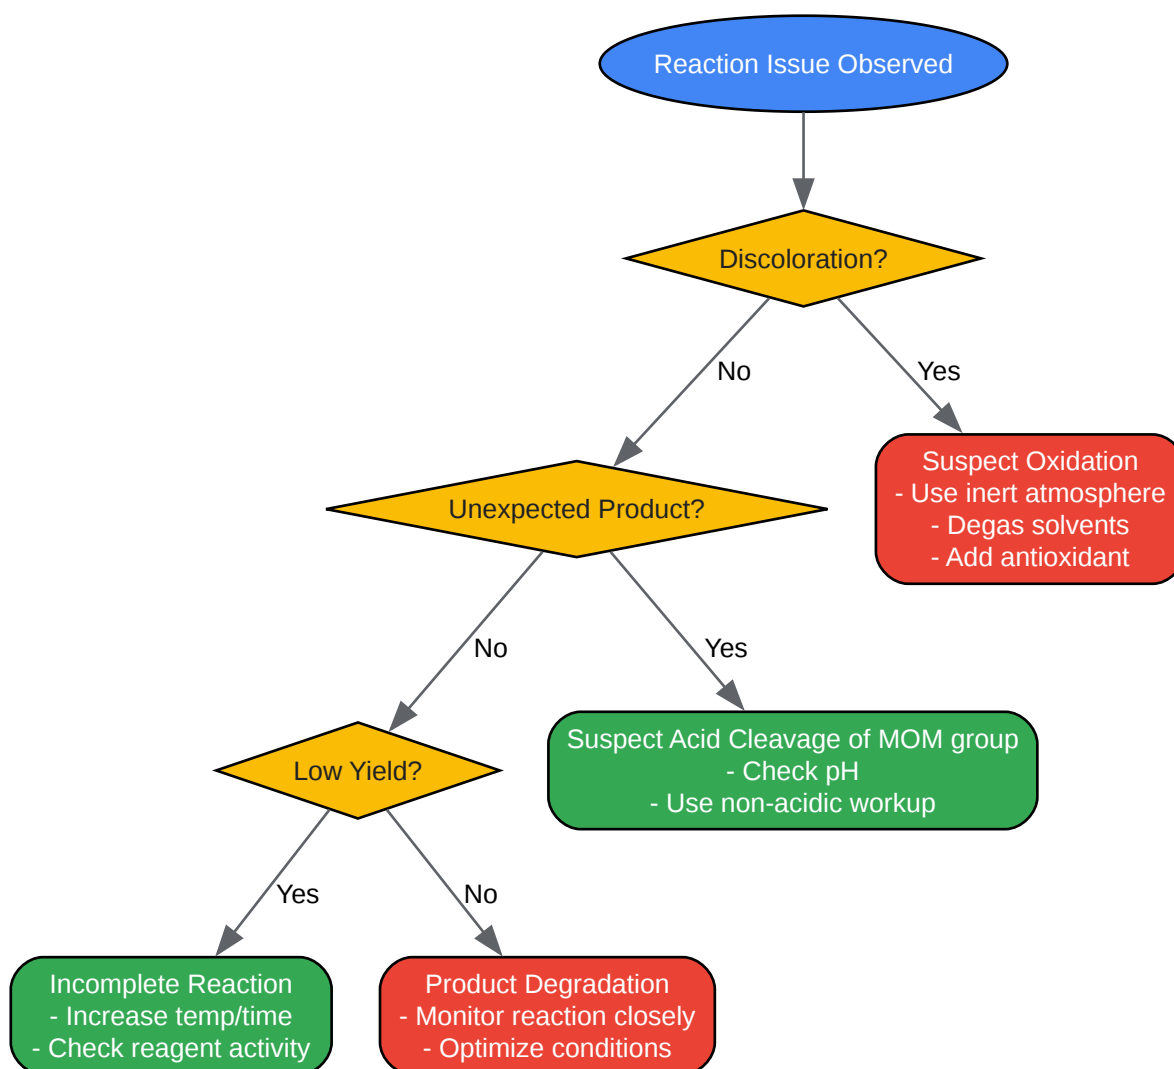 Reaction Issue Observed
Discoloration?
No
Yes
Suspect Oxidation
- Use inert atmosphere
- Degas solvents
- Add antioxidant
Unexpected Product?
No
Yes
Suspect Acid Cleavage of MOM group
- Check pH
- Use non-acidic workup
Low Yield?
Yes
No
Incomplete Reaction
- Increase temp/time
- Check reagent activity
Product Degradation
- Monitor reaction closely
- Optimize conditions